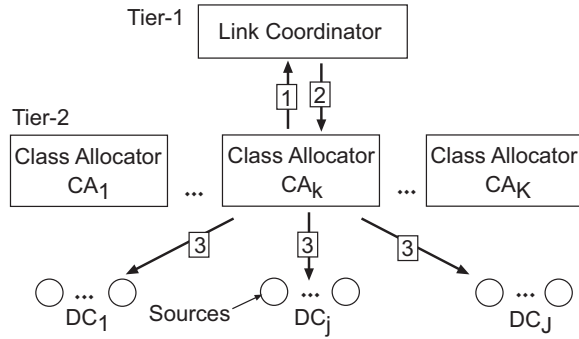 Tier-1
Link Coordinator
1 2
Tier-2
Class Allocator CA1
...
Class Allocator CAk
...
Class Allocator CAK
3 3 3
... ... ...
DC1 Sources DCj DCJ